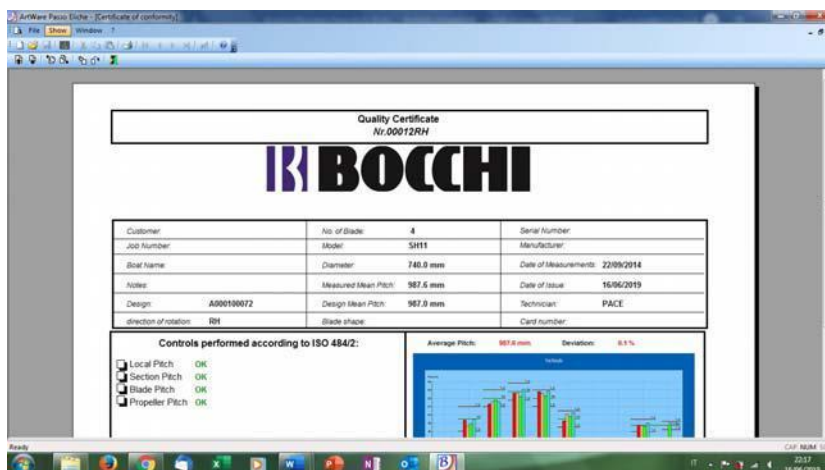 ArtWare Passo Eliche - [Certificate of conformity]
File Show Window ?
Quality Certificate
Nr.00012RH
BOCCHI
Customer: No. of Blade: 4 Serial Number:
Job Number: Model: SH11 Manufacturer:
Boat Name: Diameter: 740.0 mm Date of Measurements: 22/09/2014
Notes: Measured Mean Pitch: 987.6 mm Date of Issue: 16/06/2019
Design: A000100072 Design Mean Pitch: 987.0 mm Technician: PACE
direction of rotation: RH Blade shape: Card number:
Controls performed according to ISO 484/2:
Average Pitch: 987.6 mm Deviation: 0.1 %
Local Pitch OK
Section Pitch OK
Blade Pitch OK
Propeller Pitch OK
Ready
CAP NUM
IT
22:17